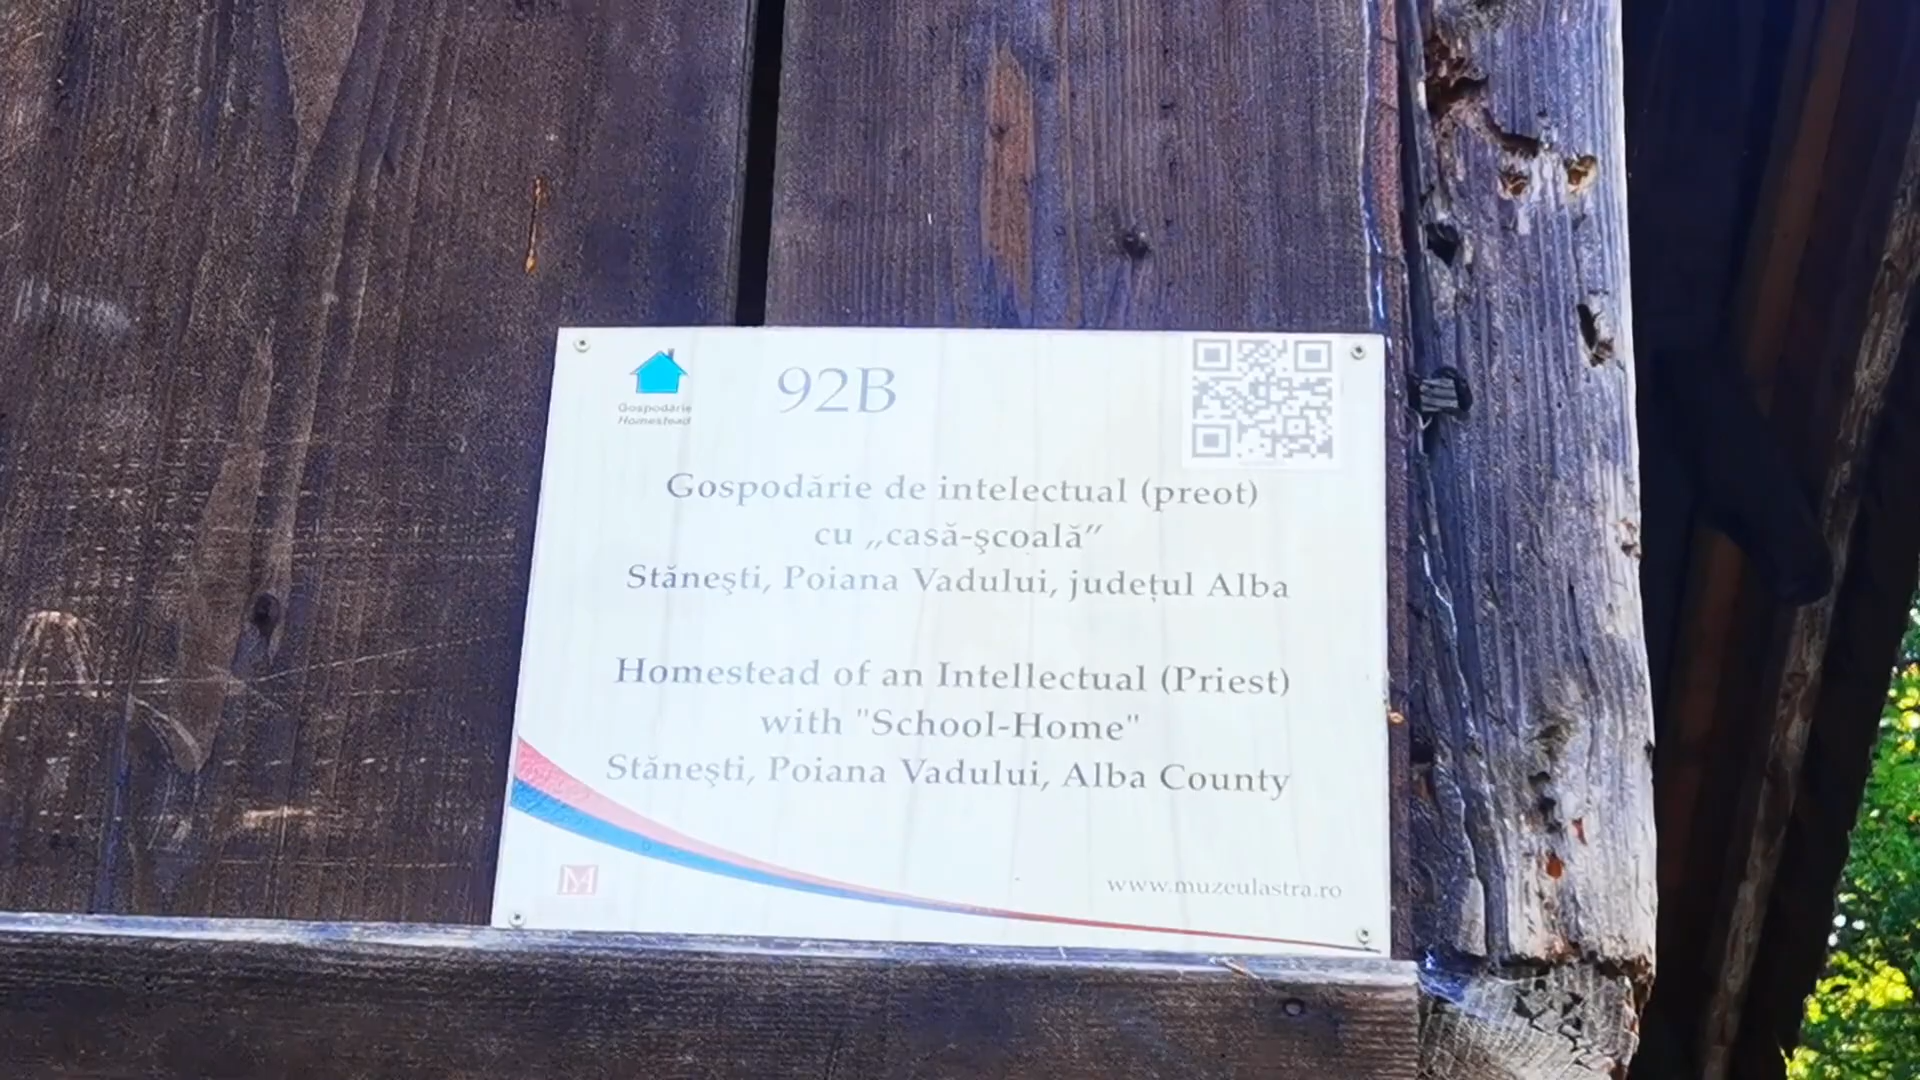 Gospodărie
Homestead
92B
Gospodărie de intelectual (preot)
cu „casă-şcoală”
Stăneşti, Poiana Vadului, județul Alba
Homestead of an Intellectual (Priest)
with "School-Home"
Stăneşti, Poiana Vadului, Alba County
M
www.muzeulastra.ro